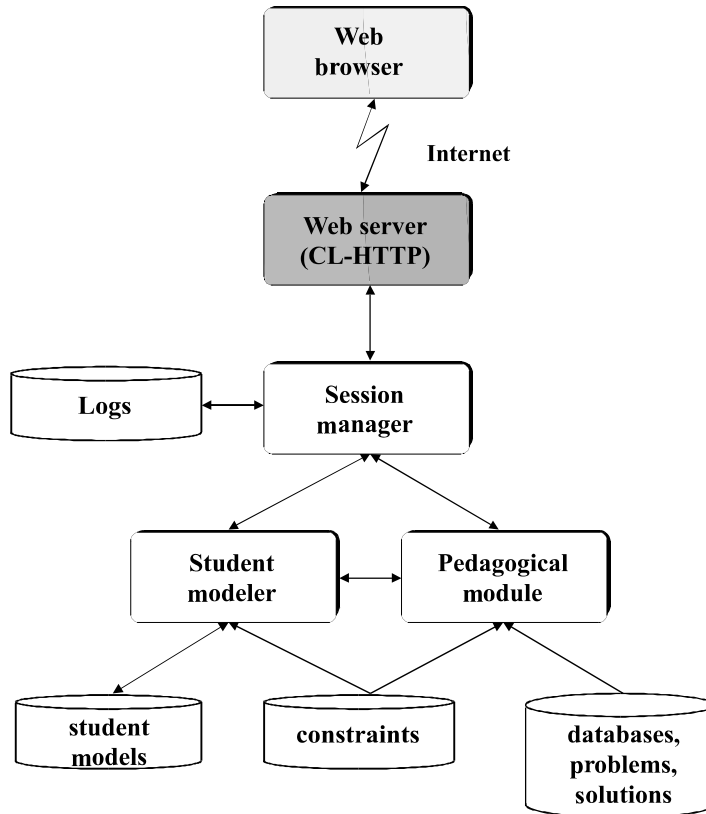 Web
browser
Internet
Web server
(CL-HTTP)
Logs
Session
manager
Student
modeler
Pedagogical
module
student
models
constraints
databases,
problems,
solutions